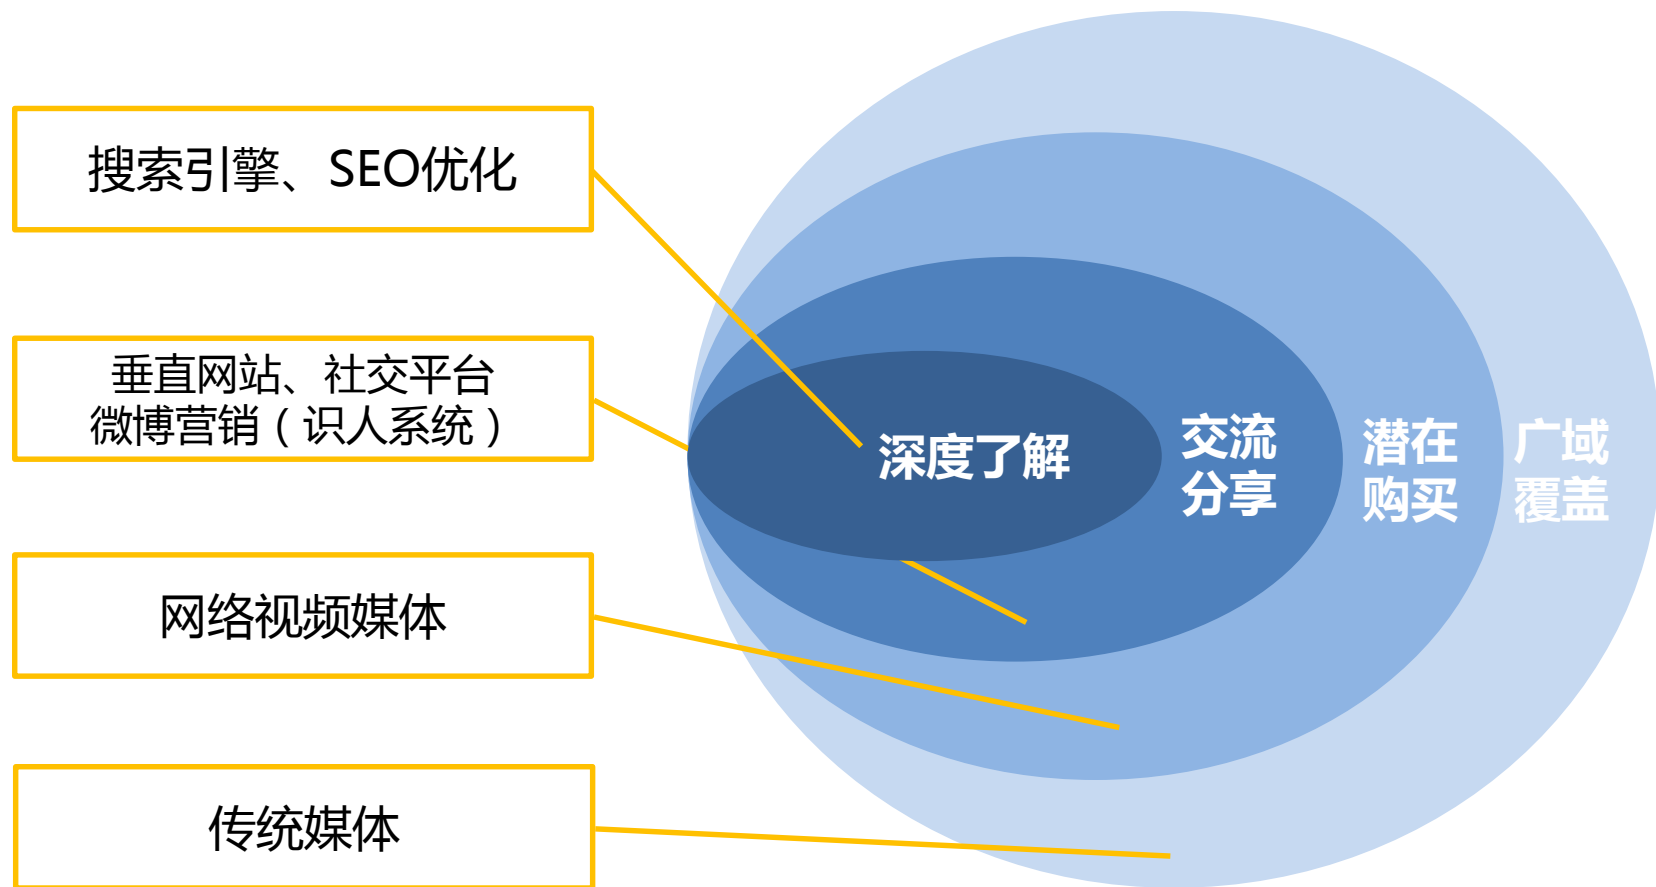 搜索引擎、SEO优化
垂直网站、社交平台
微博营销（识人系统）
网络视频媒体
传统媒体
深度了解
交流
分享
潜在
购买
广域
覆盖